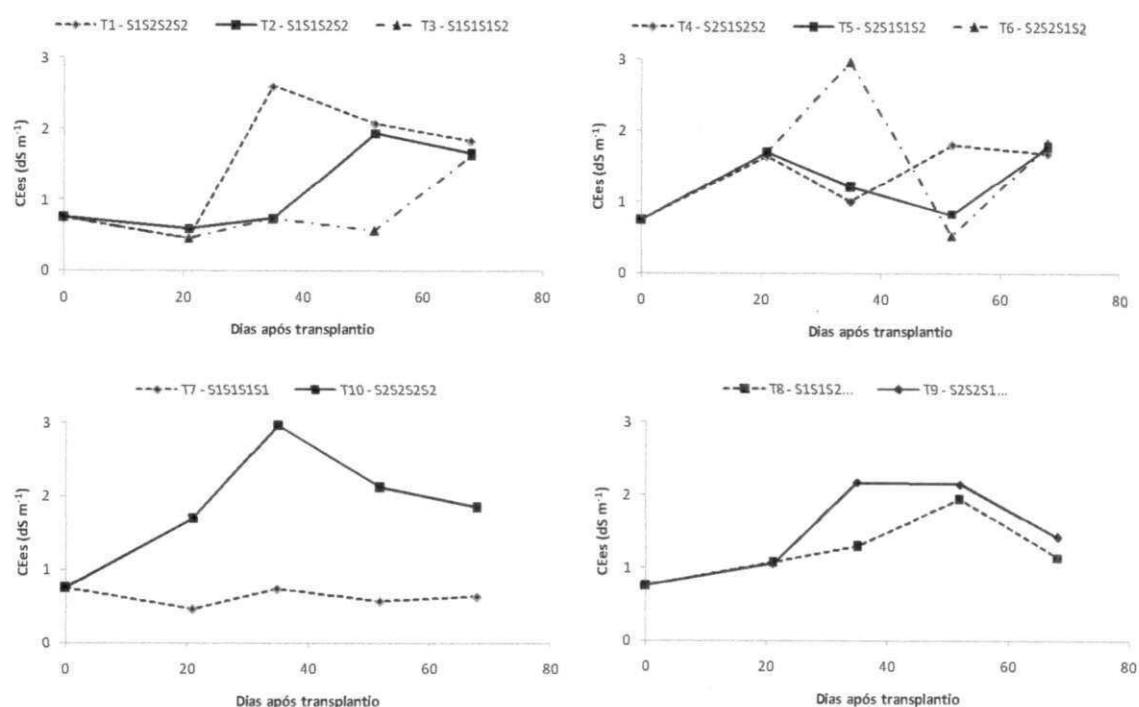 T1 - S1S2S2S2 T2 - S1S1S2S2 T3 - S1S1S1S2
3
2
1
0
CEes (dS m⁻¹)
0 20 40 60 80
Dias após transplantio
T4 - S2S1S2S2 T5 - S2S1S1S2 T6 - S2S2S1S2
3
2
1
0
CEes (dS m⁻¹)
0 20 40 60 80
Dias após transplantio
T7 - S1S1S1S1 T10 - S2S2S2S2
3
2
1
0
CEes (dS m⁻¹)
0 20 40 60 80
Dias após transplantio
T8 - S1S1S2... T9 - S2S2S1...
3
2
1
0
CEes (dS m⁻¹)
0 20 40 60 80
Dias após transplantio